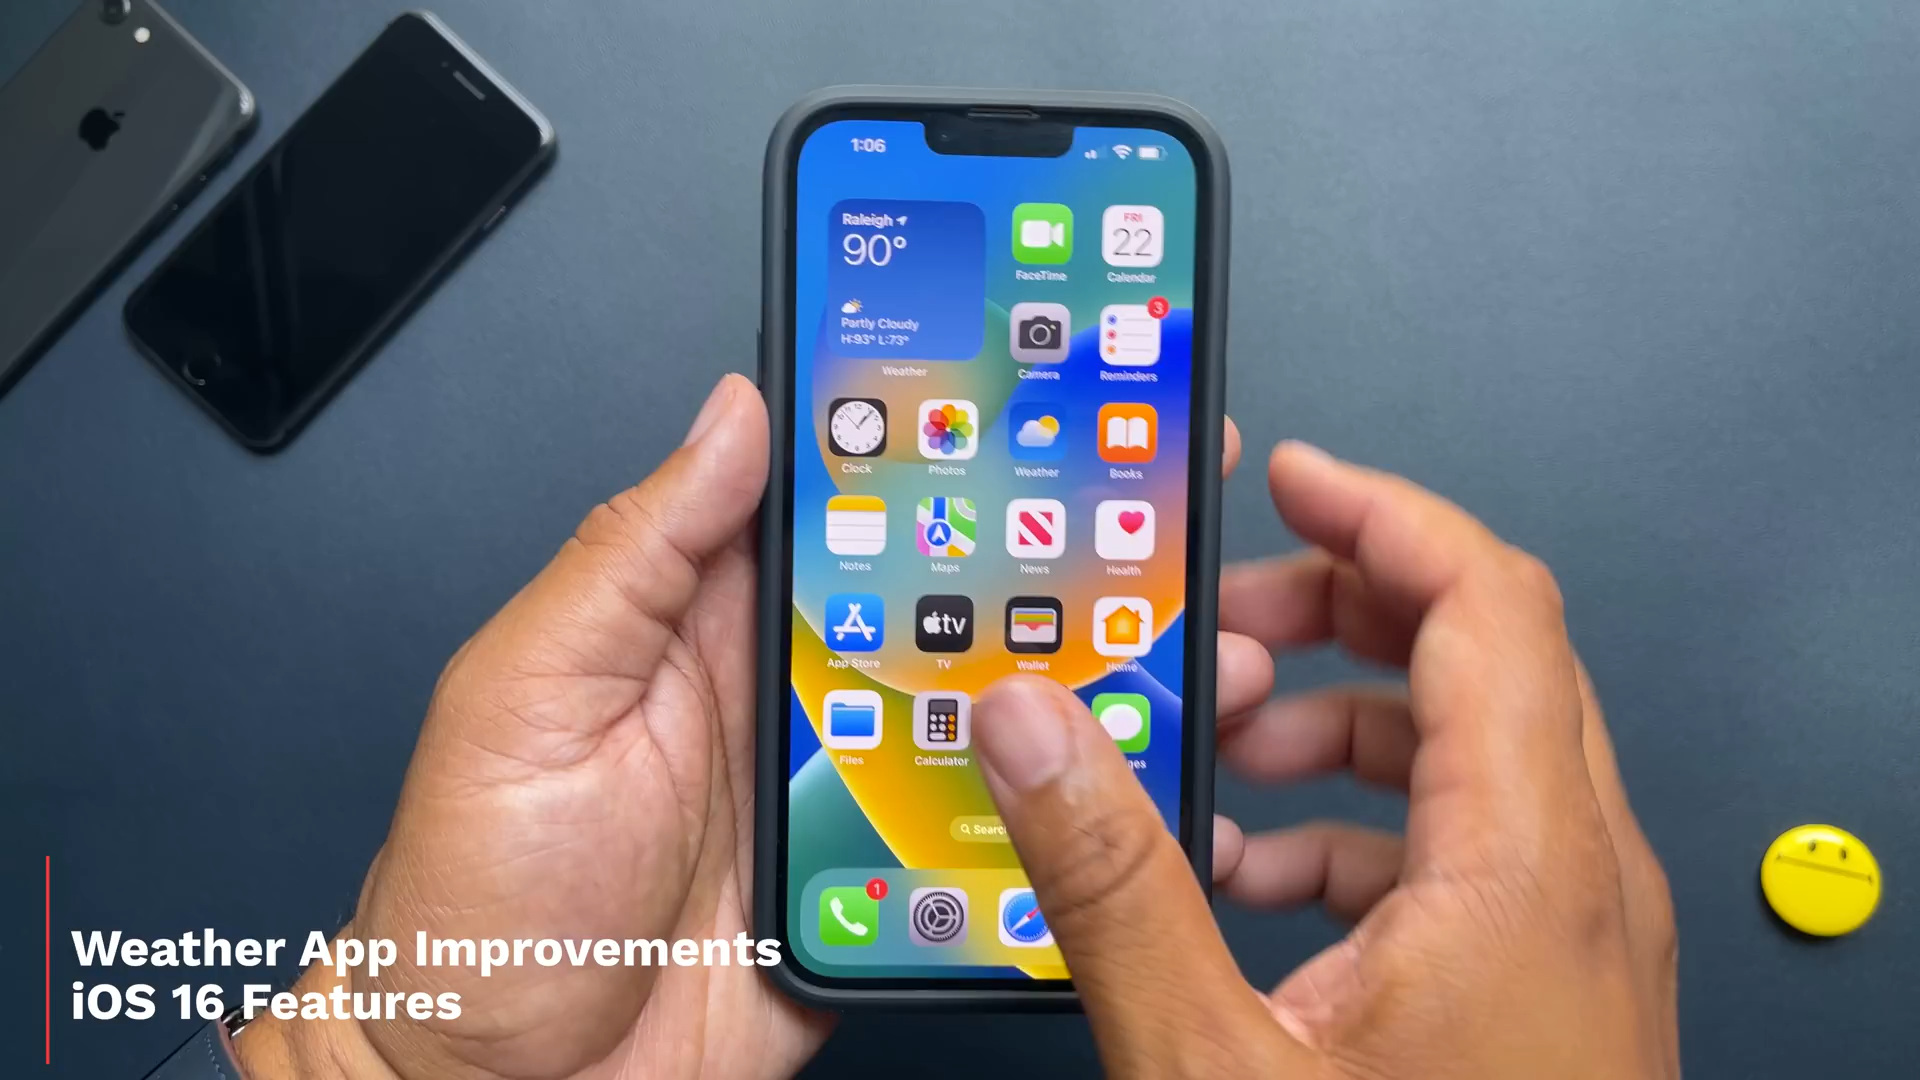 1:06
Raleigh
90°
Partly Cloudy
H:93° L:73°
Weather
FaceTime
FRI
22
Calendar
Camera
3
Reminders
Clock
Photos
Weather
Books
Notes
Maps
News
Health
App Store
tv
TV
Wallet
Home
Files
Calculator
1
Weather App Improvements
iOS 16 Features